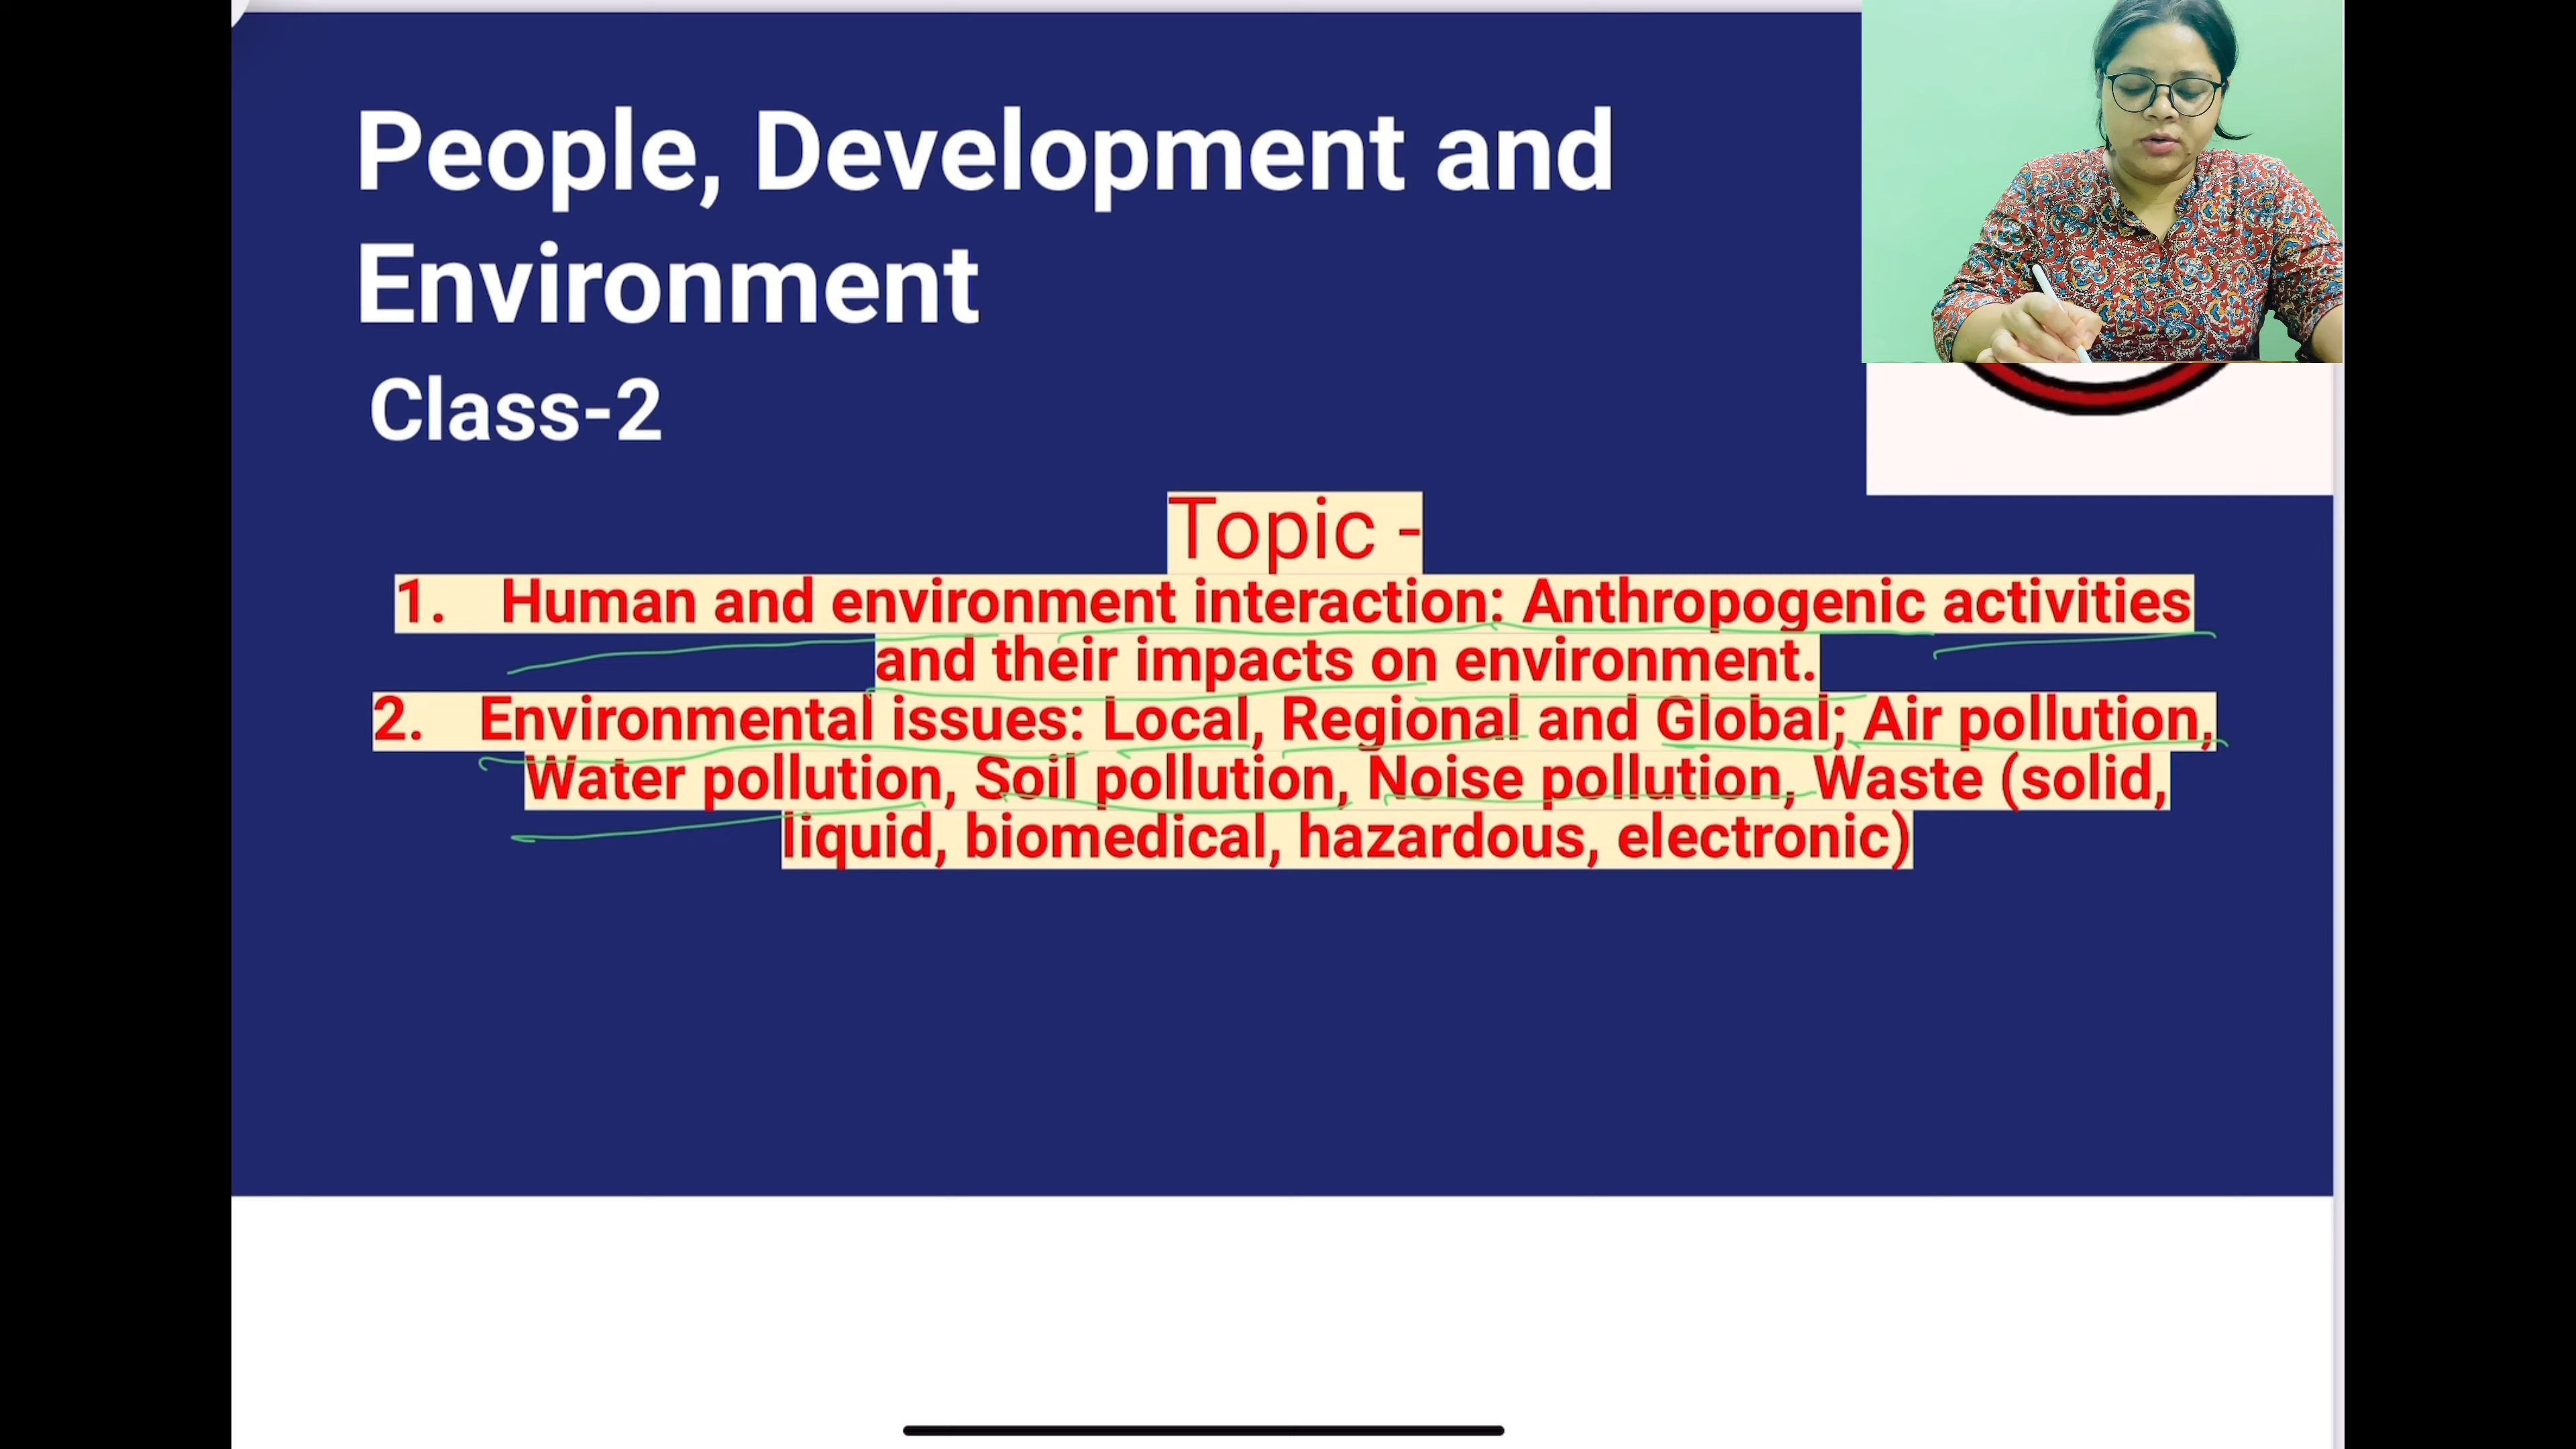 People, Development and
Environment
Class-2
Topic -
1. Human and environment interaction: Anthropogenic activities
and their impacts on environment.
2. Environmental issues: Local, Regional and Global; Air pollution,
Water pollution, Soil pollution, Noise pollution, Waste (solid,
liquid, biomedical, hazardous, electronic)